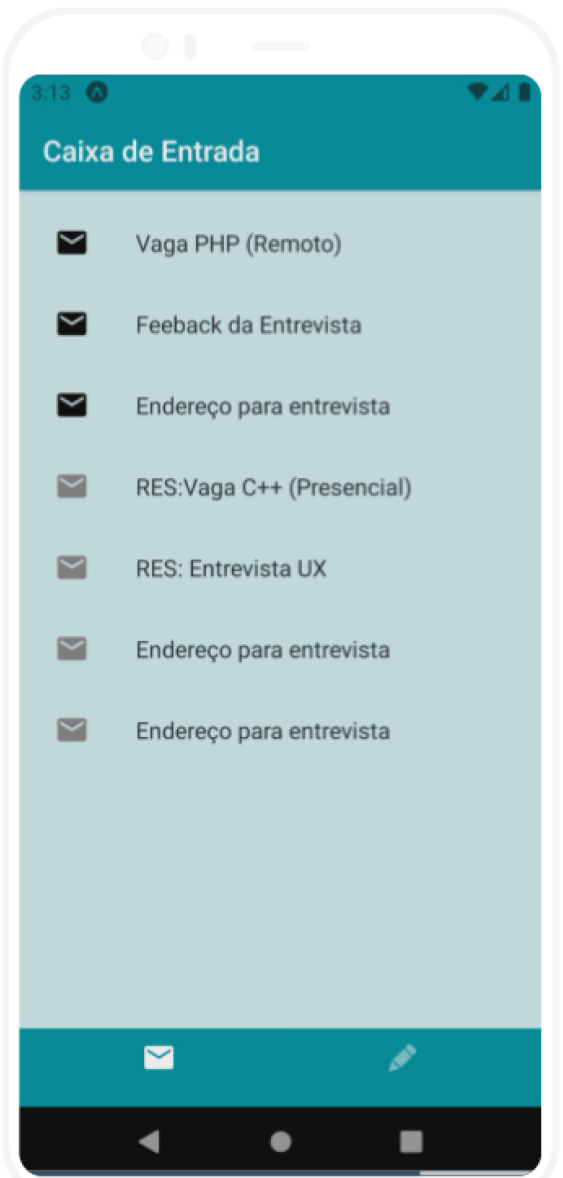 3:13
Caixa de Entrada
Vaga PHP (Remoto)
Feeback da Entrevista
Endereço para entrevista
RES:Vaga C++ (Presencial)
RES: Entrevista UX
Endereço para entrevista
Endereço para entrevista